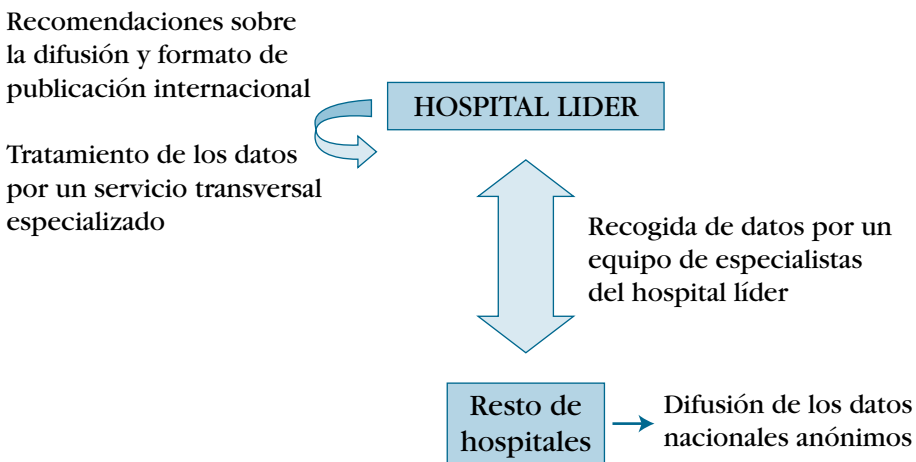 Recomendaciones sobre
la difusión y formato de
publicación internacional
HOSPITAL LIDER
Tratamiento de los datos
por un servicio transversal
especializado
Recogida de datos por un
equipo de especialistas
del hospital líder
Resto de
hospitales
Difusión de los datos
nacionales anónimos